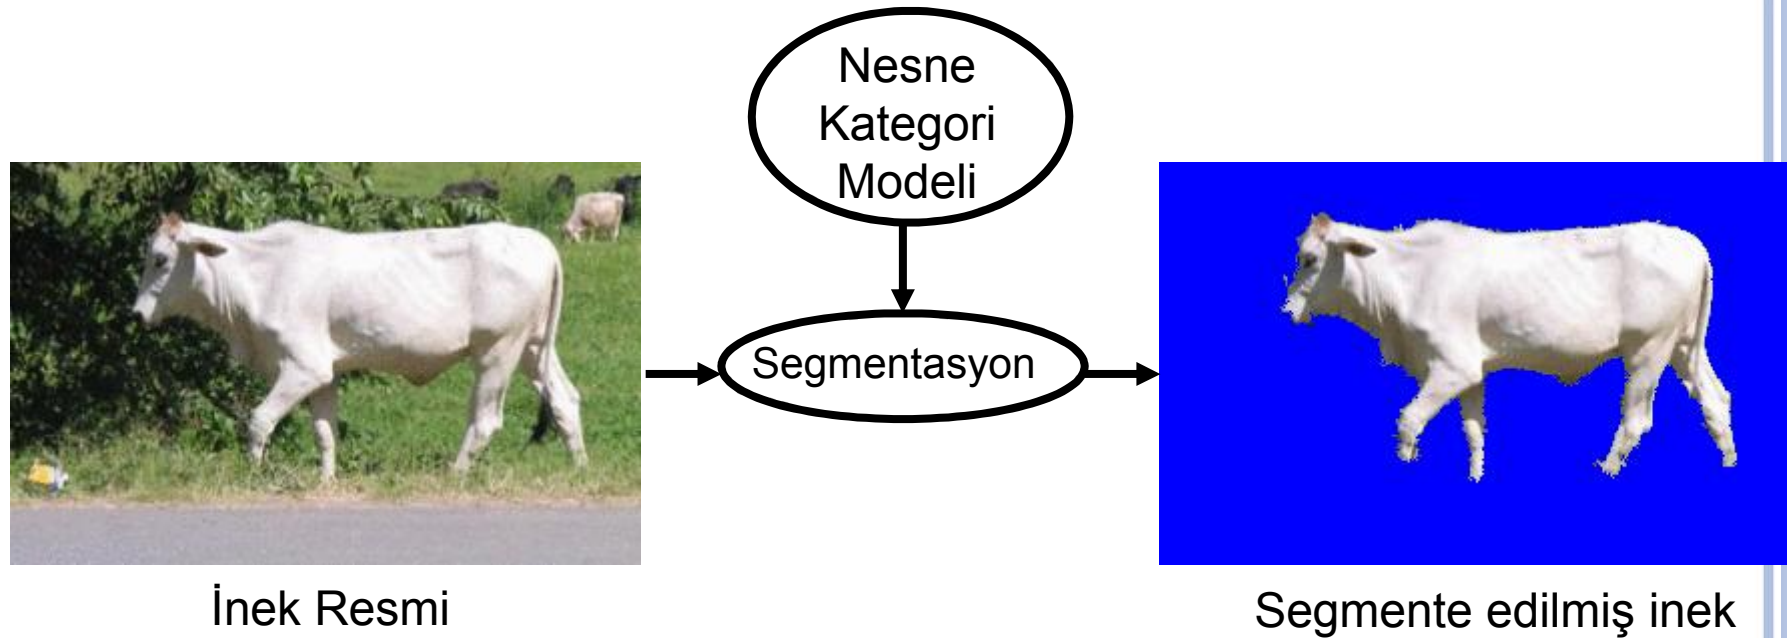 Nesne
Kategori
Modeli
Segmentasyon
İnek Resmi
Segmente edilmiş inek